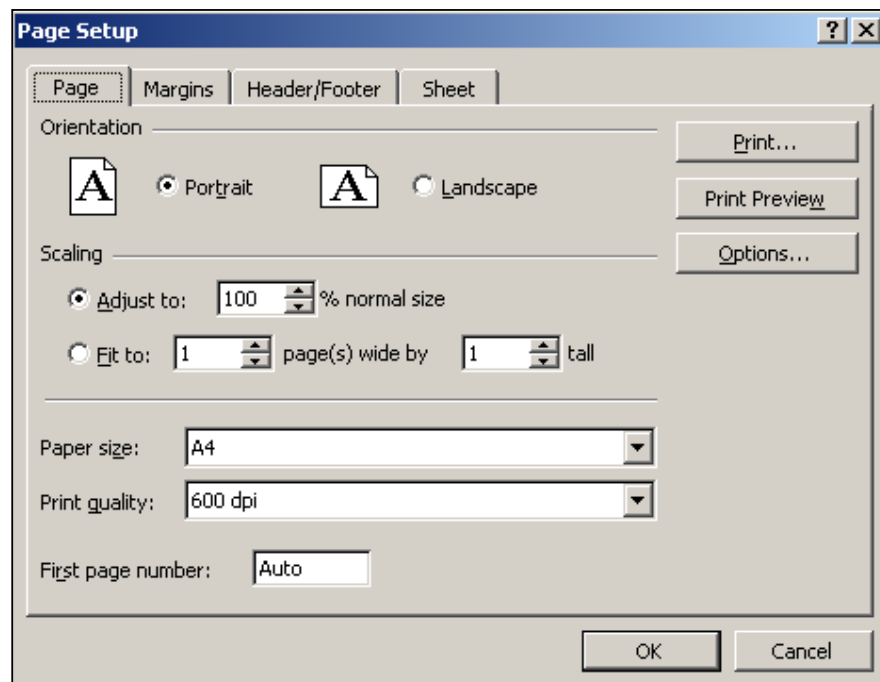 Page Setup
Page Margins Header/Footer Sheet
Orientation
Print...
A Portrait A Landscape
Print Preview
Scaling
Options...
Adjust to: 100 % normal size
Fit to: 1 page(s) wide by 1 tall
Paper size: A4
Print quality: 600 dpi
First page number: Auto
OK Cancel